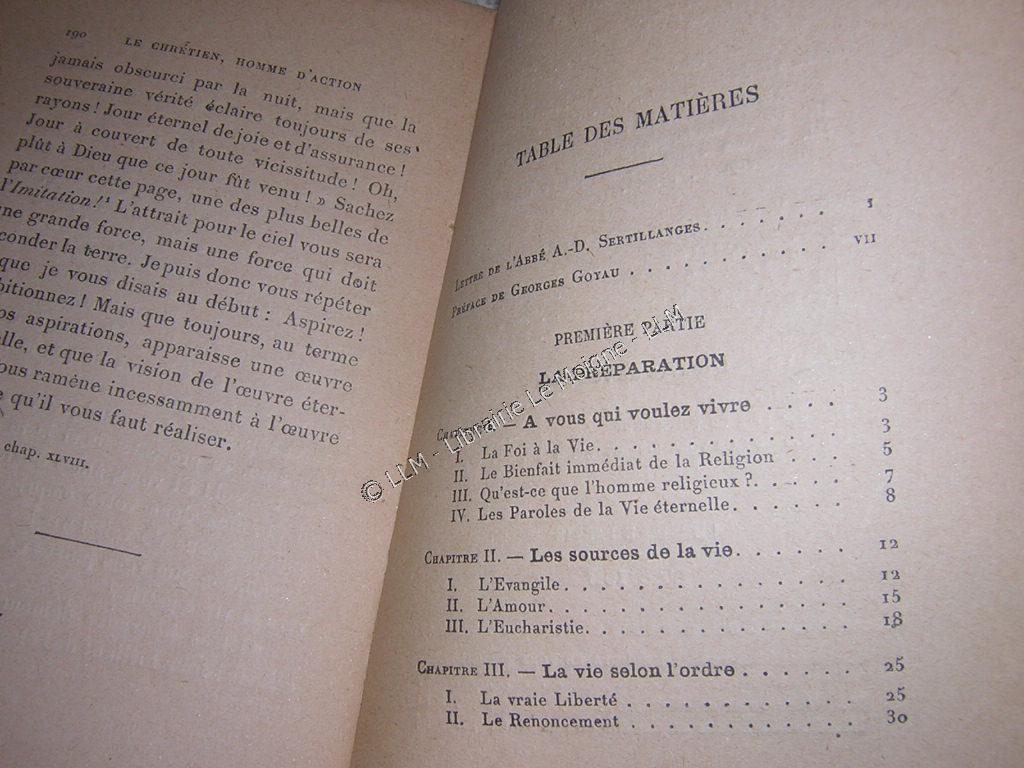 190 LE CHRÉTIEN, HOMME D'ACTION
jamais obscurci par la nuit, mais que la
souveraine vérité éclaire toujours de ses
rayons! Jour éternel de joie et d'assurance!
Jour à couvert de toute vicissitude! Oh,
plût à Dieu que ce jour fût venu! » Sachez
par cœur cette page, une des plus belles de
l'Imitation!¹ L'attrait pour le ciel vous sera
une grande force, mais une force qui doit
conder la terre. Je puis donc vous répéter
que je vous disais au début : Aspirez!
bitionnez! Mais que toujours, au terme
os aspirations, apparaisse une œuvre
lle, et que la vision de l'œuvre éter-
ous ramène incessamment à l'œuvre
qu'il vous faut réaliser.
chap. XLVIII.
TABLE DES MATIÈRES
LETTRE DE L'ABBÉ A.-D. SERTILLANGES. . . . . . . I
PRÉFACE DE GEORGES GOYAU . . . . . . . . . . VII
PREMIÈRE PARTIE
LA PRÉPARATION
CHAPITRE — A vous qui voulez vivre . . . . 3
I. La Foi à la Vie. . . . . . . . . . . . 3
II. Le Bienfait immédiat de la Religion . . . 5
III. Qu'est-ce que l'homme religieux ?. . . . . 7
IV. Les Paroles de la Vie éternelle. . . . . . 8
CHAPITRE II. — Les sources de la vie. . . . . . 12
I. L'Evangile . . . . . . . . . . . . . . 12
II. L'Amour. . . . . . . . . . . . . . . 15
III. L'Eucharistie. . . . . . . . . . . . . 18
CHAPITRE III. — La vie selon l'ordre . . . . . . 25
I. La vraie Liberté . . . . . . . . . . . 25
II. Le Renoncement . . . . . . . . . . . 30
© LLM - Librairie Le Moigne - LLM